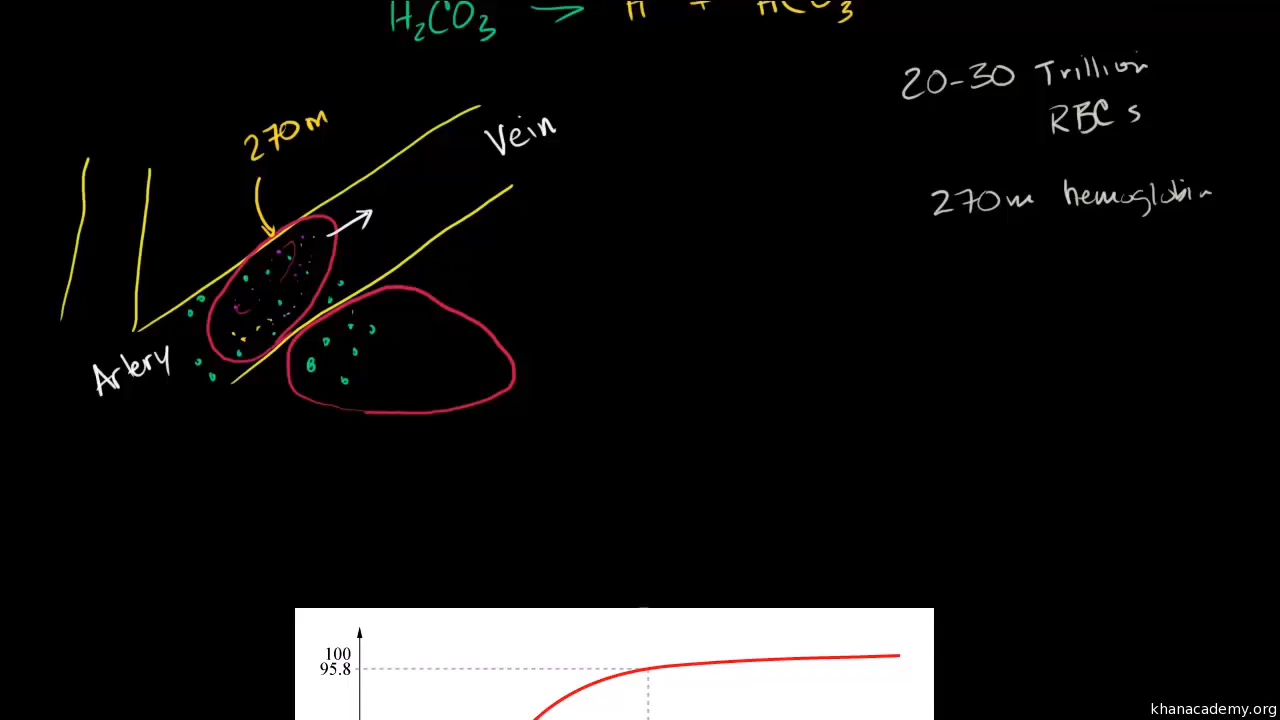 H₂CO₃ → H + HCO₃
20-30 Trillion
RBCs
270m
Vein
270m hemoglobin
Artery
100
95.8
khanacademy.org